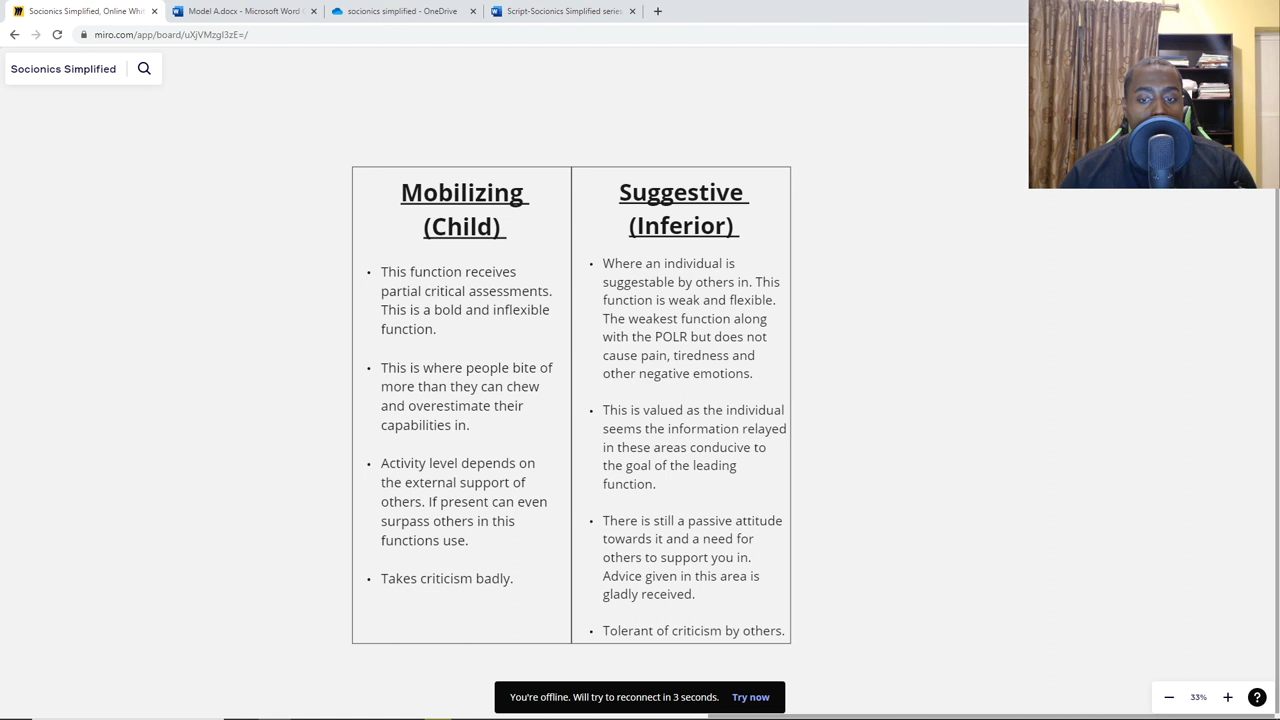 Socionics Simplified, Online Whit
Model A.docx - Microsoft Word
socionics simplified - OneDrive
Script-Socionics Simplified series
miro.com/app/board/uXjVMzgI3zE=/
Socionics Simplified
Mobilizing
(Child)
This function receives
partial critical assessments.
This is a bold and inflexible
function.
This is where people bite of
more than they can chew
and overestimate their
capabilities in.
Activity level depends on
the external support of
others. If present can even
surpass others in this
functions use.
Takes criticism badly.
Suggestive
(Inferior)
Where an individual is
suggestable by others in. This
function is weak and flexible.
The weakest function along
with the POLR but does not
cause pain, tiredness and
other negative emotions.
This is valued as the individual
seems the information relayed
in these areas conducive to
the goal of the leading
function.
There is still a passive attitude
towards it and a need for
others to support you in.
Advice given in this area is
gladly received.
Tolerant of criticism by others.
You're offline. Will try to reconnect in 3 seconds. Try now
33%